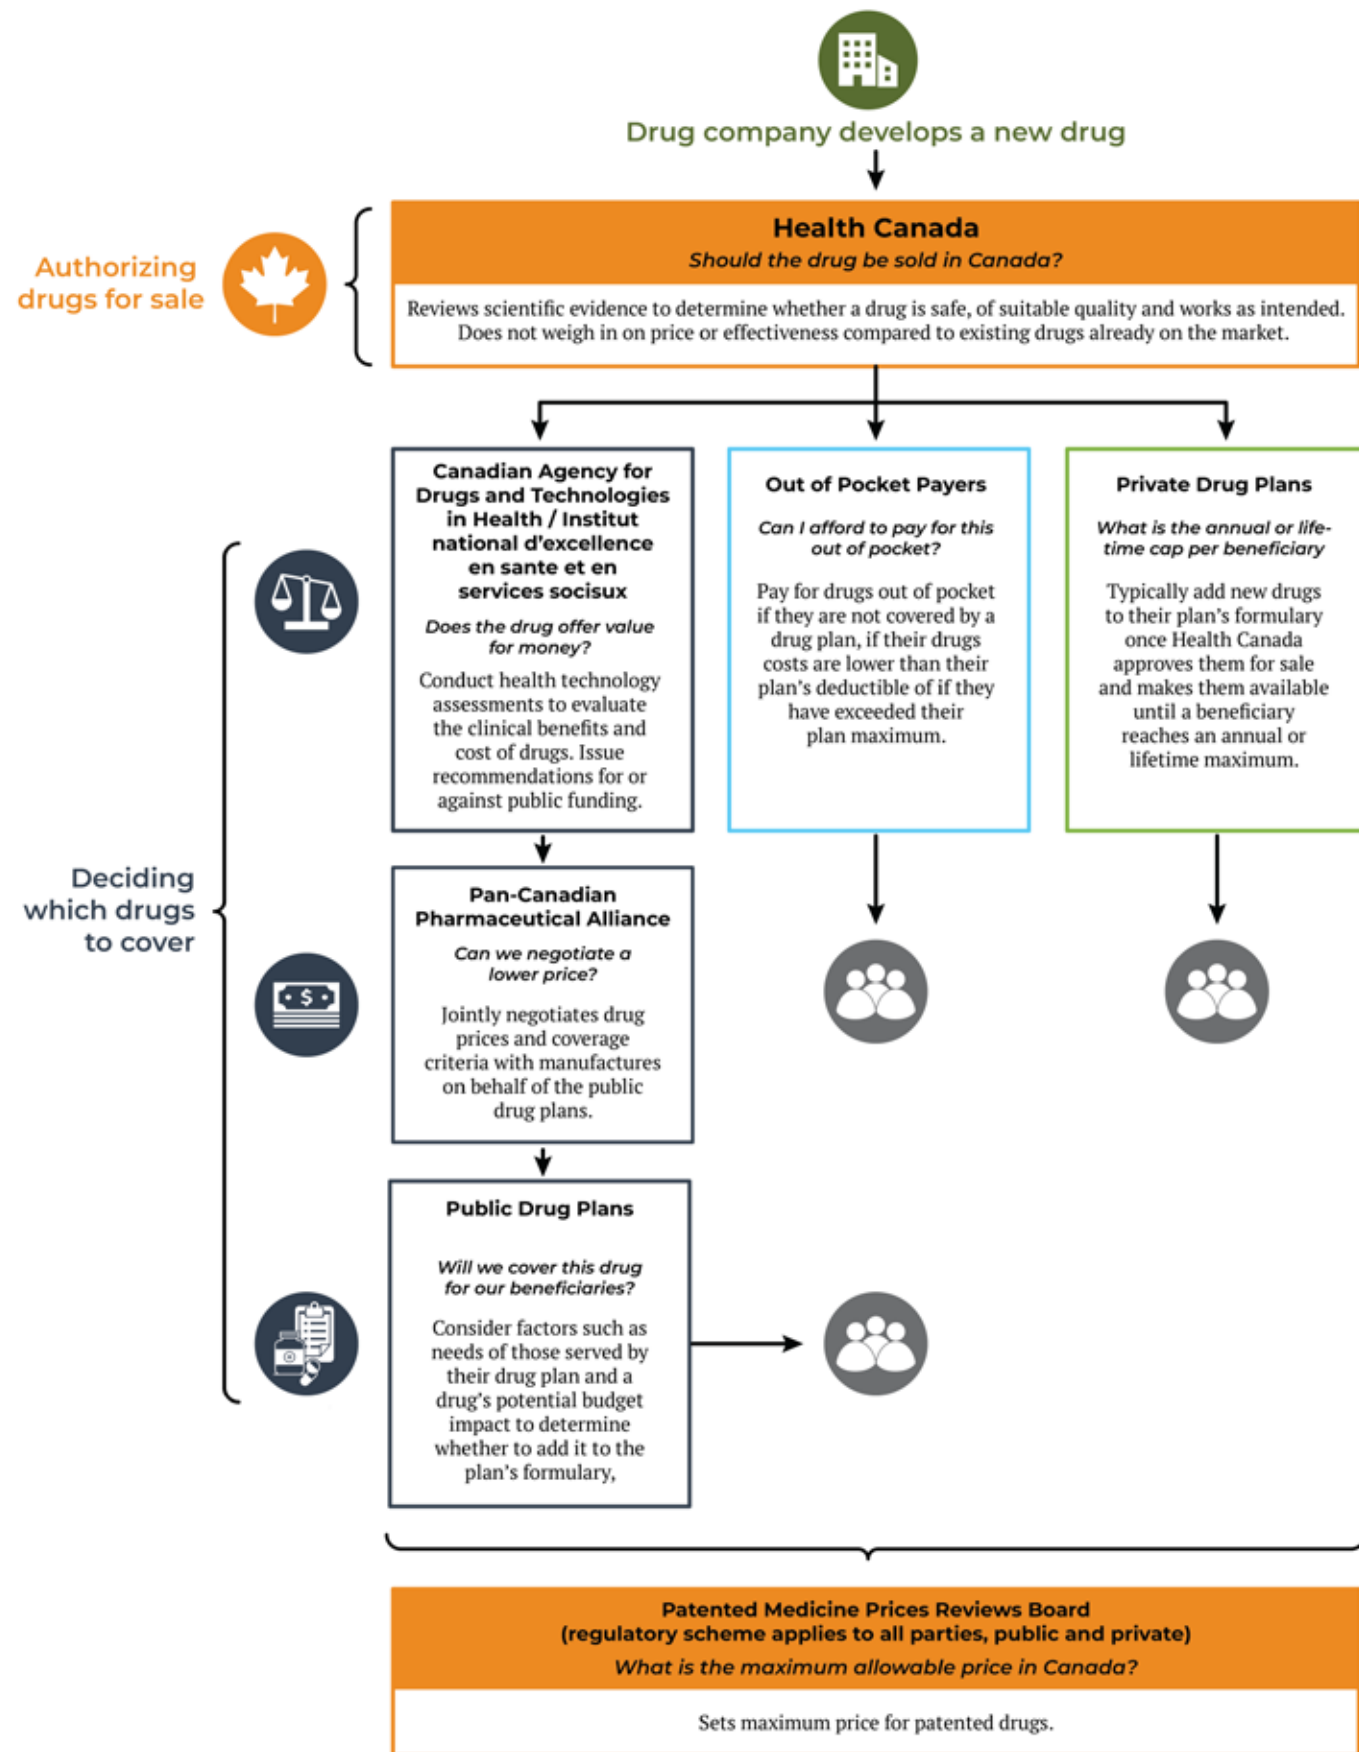 Drug company develops a new drug
Authorizing
drugs for sale
Health Canada
Should the drug be sold in Canada?
Reviews scientific evidence to determine whether a drug is safe, of suitable quality and works as intended.
Does not weigh in on price or effectiveness compared to existing drugs already on the market.
Deciding
which drugs
to cover
Canadian Agency for
Drugs and Technologies
in Health / Institut
national d'excellence
en sante et en
services socisux
Does the drug offer value
for money?
Conduct health technology
assessments to evaluate
the clinical benefits and
cost of drugs. Issue
recommendations for or
against public funding.
Out of Pocket Payers
Can I afford to pay for this
out of pocket?
Pay for drugs out of pocket
if they are not covered by a
drug plan, if their drugs
costs are lower than their
plan's deductible of if they
have exceeded their
plan maximum.
Private Drug Plans
What is the annual or life-
time cap per beneficiary
Typically add new drugs
to their plan's formulary
once Health Canada
approves them for sale
and makes them available
until a beneficiary
reaches an annual or
lifetime maximum.
Pan-Canadian
Pharmaceutical Alliance
Can we negotiate a
lower price?
Jointly negotiates drug
prices and coverage
criteria with manufactures
on behalf of the public
drug plans.
Public Drug Plans
Will we cover this drug
for our beneficiaries?
Consider factors such as
needs of those served by
their drug plan and a
drug's potential budget
impact to determine
whether to add it to the
plan's formulary,
Patented Medicine Prices Reviews Board
(regulatory scheme applies to all parties, public and private)
What is the maximum allowable price in Canada?
Sets maximum price for patented drugs.